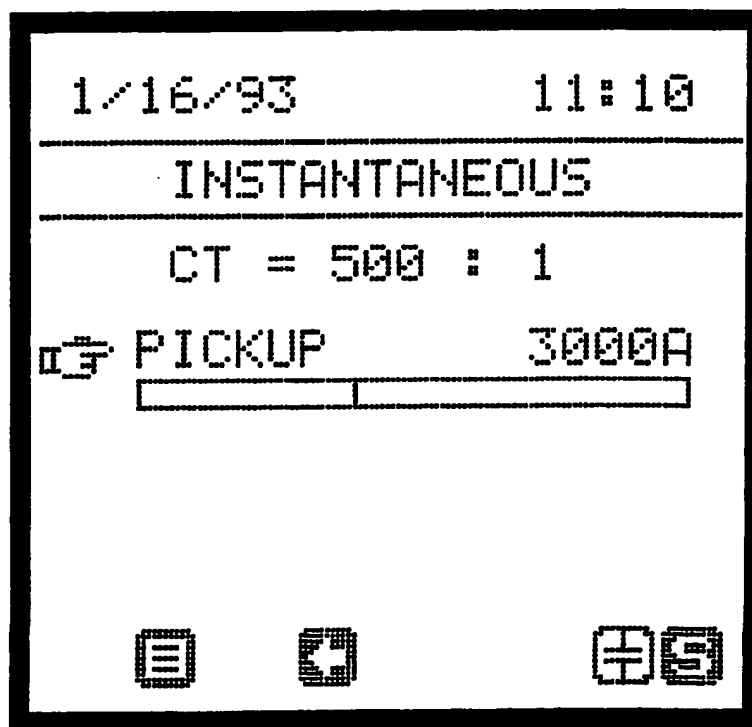 1/16/93 11:10
INSTANTANEOUS
CT = 500 : 1
PICKUP 3000A